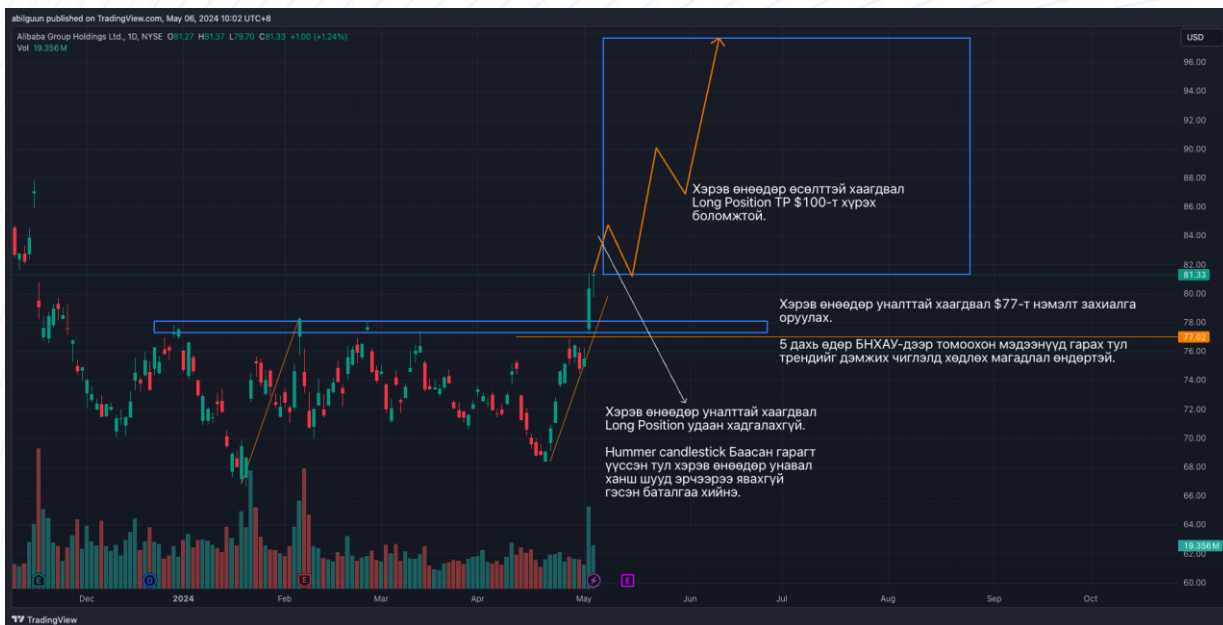 abilguun published on TradingView.com, May 06, 2024 10:02 UTC+8
Alibaba Group Holdings Ltd., 1D, NYSE O81.27 H81.37 L79.70 C81.33 +1.00 (+1.24%)
Vol 19.356 M
USD
96.00
94.00
92.00
90.00
88.00
86.00
84.00
82.00
81.33
80.00
78.00
77.02
76.00
74.00
72.00
70.00
68.00
66.00
64.00
19.356 M
62.00
60.00
Хэрэв өнөөдөр өсөлттэй хаагдвал
Long Position TP $100-т хүрэх
боломжтой.
Хэрэв өнөөдөр уналттай хаагдвал $77-т нэмэлт захиалга
оруулах.
5 дахь өдөр БНХАУ-дээр томоохон мэдээнүүд гарах тул
трендийг дэмжих чиглэлд хөдлөх магадлал өндөртэй.
Хэрэв өнөөдөр уналттай хаагдвал
Long Position удаан хадгалахгүй.
Hummer candlestick Баасан гарагт
үүссэн тул хэрэв өнөөдөр унавал
ханш шууд эрчээрээ явахгүй
гэсэн баталгаа хийнэ.
E
D
E
E
Dec
2024
Feb
Mar
Apr
May
Jun
Jul
Aug
Sep
Oct
TradingView